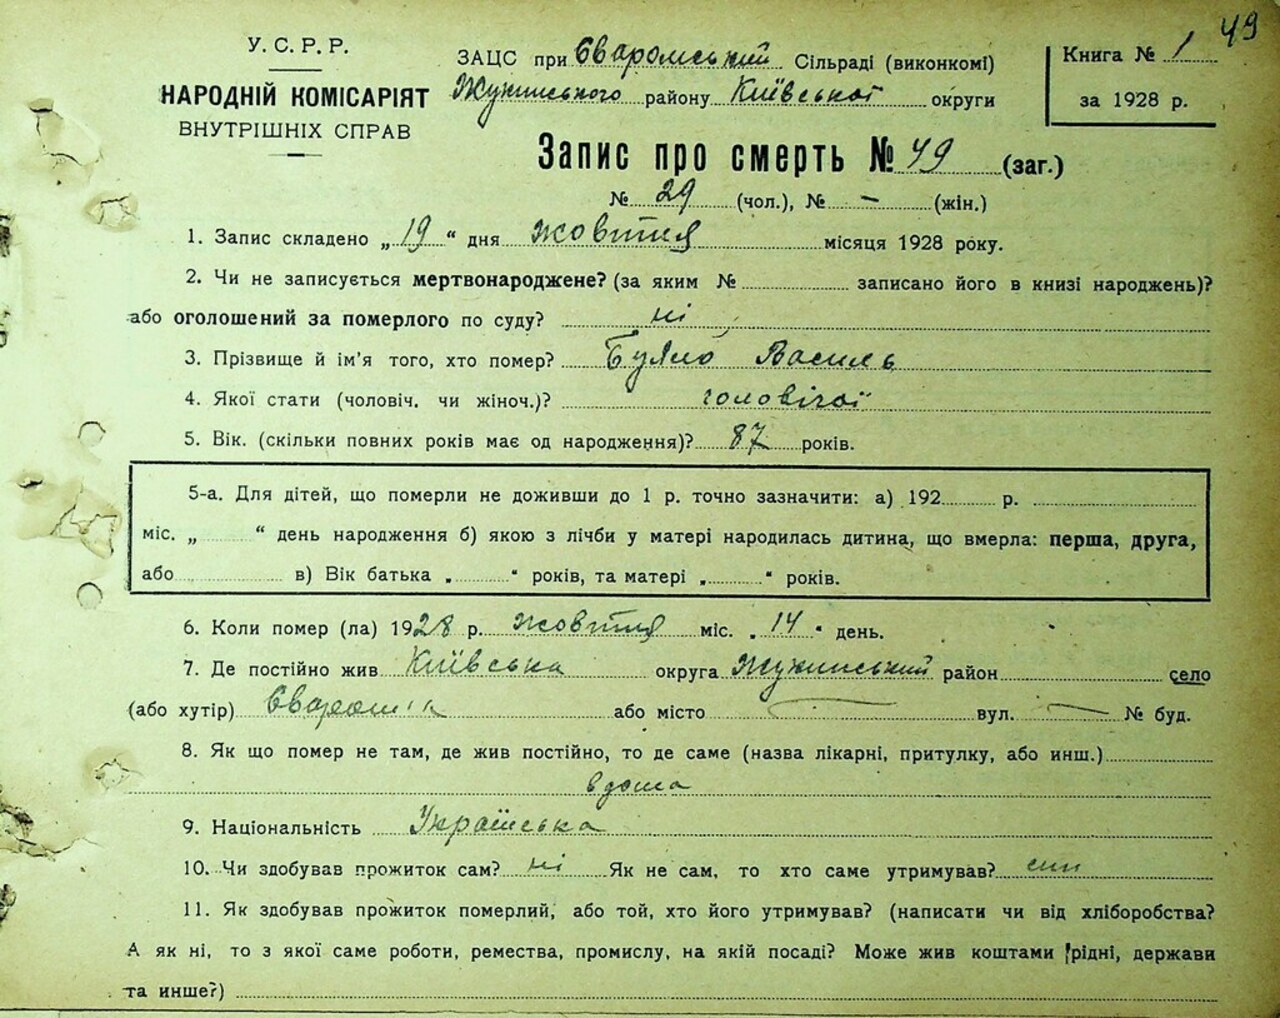 49
У. С. Р. Р.
НАРОДНІЙ КОМІСАРІЯТ
ВНУТРІШНІХ СПРАВ
ЗАЦС при Сільраді (виконкомі)
району Київської округи
Книга № 1
за 1928 р.
Запис про смерть № 49 (заг.)
№ 29 (чол.), № – (жін.)
1. Запис складено „ 19 “ дня жовтня місяця 1928 року.
2. Чи не записується мертвонароджене? (за яким № записано його в книзі народжень)?
або оголошений за померлого по суду? ні
3. Прізвище й ім'я того, хто помер? Буяло Василь
4. Якої стати (чоловіч. чи жіноч.)? чоловічої
5. Вік. (скільки повних років має од народження)? 87 років.
5-а. Для дітей, що померли не доживши до 1 р. точно зазначити: а) 192 р.
міс. „ “ день народження б) якою з лічби у матері народилась дитина, що вмерла: перша, друга,
або в) Вік батька „ “ років, та матері „ “ років.
6. Коли помер (ла) 1928 р. жовтня міс. „ 14 “ день.
7. Де постійно жив Київська округа район село
(або хутір) або місто – вул. – № буд.
8. Як що помер не там, де жив постійно, то де саме (назва лікарні, притулку, або инш.)
вдома
9. Національність Українська
10. Чи здобував прожиток сам? ні Як не сам, то хто саме утримував? син
11. Як здобував прожиток померлий, або той, хто його утримував? (написати чи від хліборобства?
А як ні, то з якої саме роботи, ремества, промислу, на якій посаді? Може жив коштами рідні, держави
та инше?)